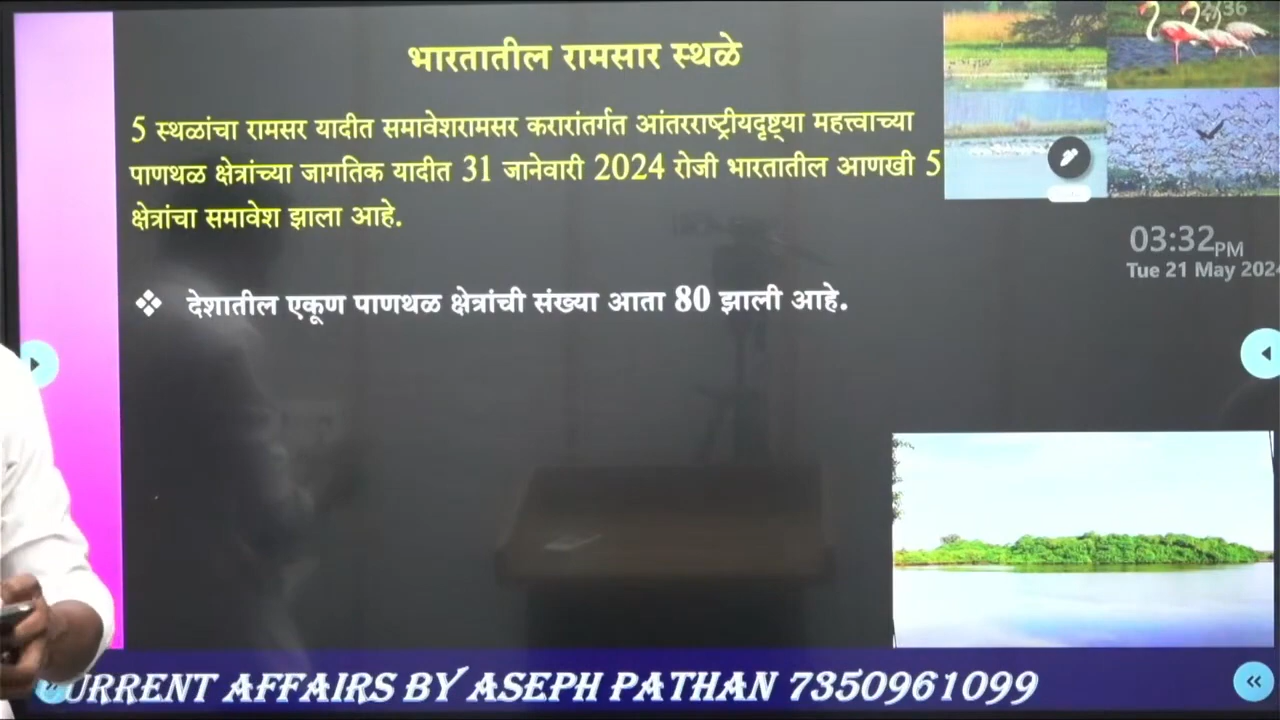 भारतातील रामसार स्थळे
5 स्थळांचा रामसर यादीत समावेशरामसर करारांतर्गत आंतरराष्ट्रीयदृष्ट्या महत्त्वाच्या
पाणथळ क्षेत्रांच्या जागतिक यादीत 31 जानेवारी 2024 रोजी भारतातील आणखी 5
क्षेत्रांचा समावेश झाला आहे.
03:32PM
Tue 21 May 2024
❖ देशातील एकूण पाणथळ क्षेत्रांची संख्या आता 80 झाली आहे.
URRENT AFFAIRS BY ASEPH PATHAN 7350961099